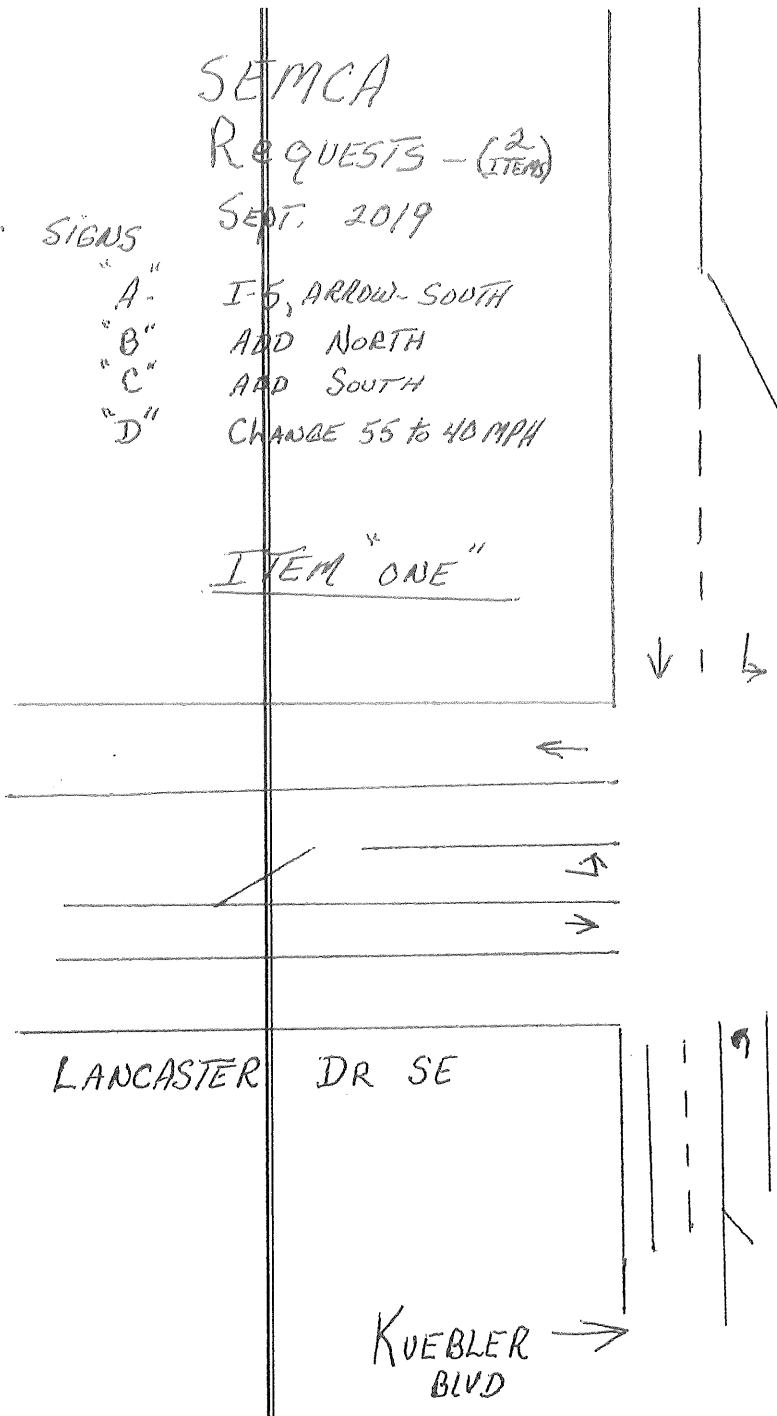 SEMCA
REQUESTS - (2 ITEMS)
SEPT. 2019
SIGNS
"A" I-5, ARROW - SOUTH
"B" ADD NORTH
"C" ADD SOUTH
"D" CHANGE 55 to 40 MPH
ITEM "ONE"
LANCASTER DR SE
KUEBLER
BLVD